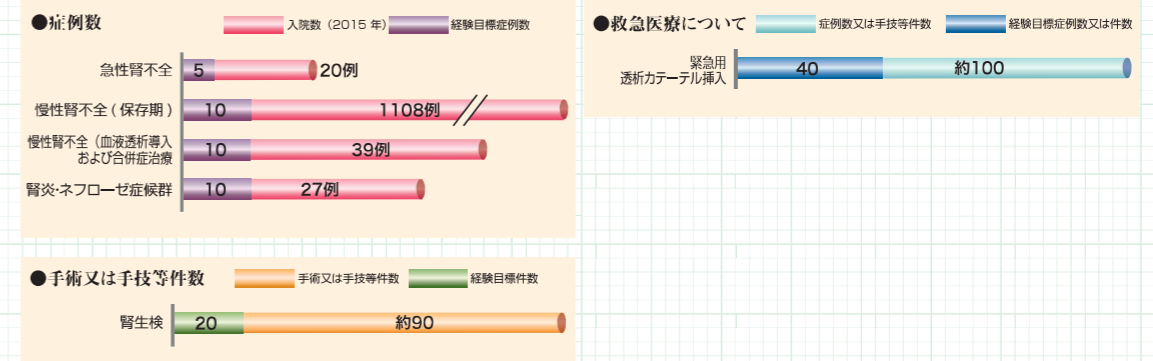 ●症例数
入院数（2015 年）
経験目標症例数
急性腎不全
5
20例
慢性腎不全 ( 保存期 )
10
1108例
慢性腎不全（血液透析導入
および合併症治療
10
39例
腎炎・ネフローゼ症候群
10
27例
●手術又は手技等件数
手術又は手技等件数
経験目標件数
腎生検
20
約90
●救急医療について
症例数又は手技等件数
経験目標症例数又は件数
緊急用
透析カテーテル挿入
40
約100